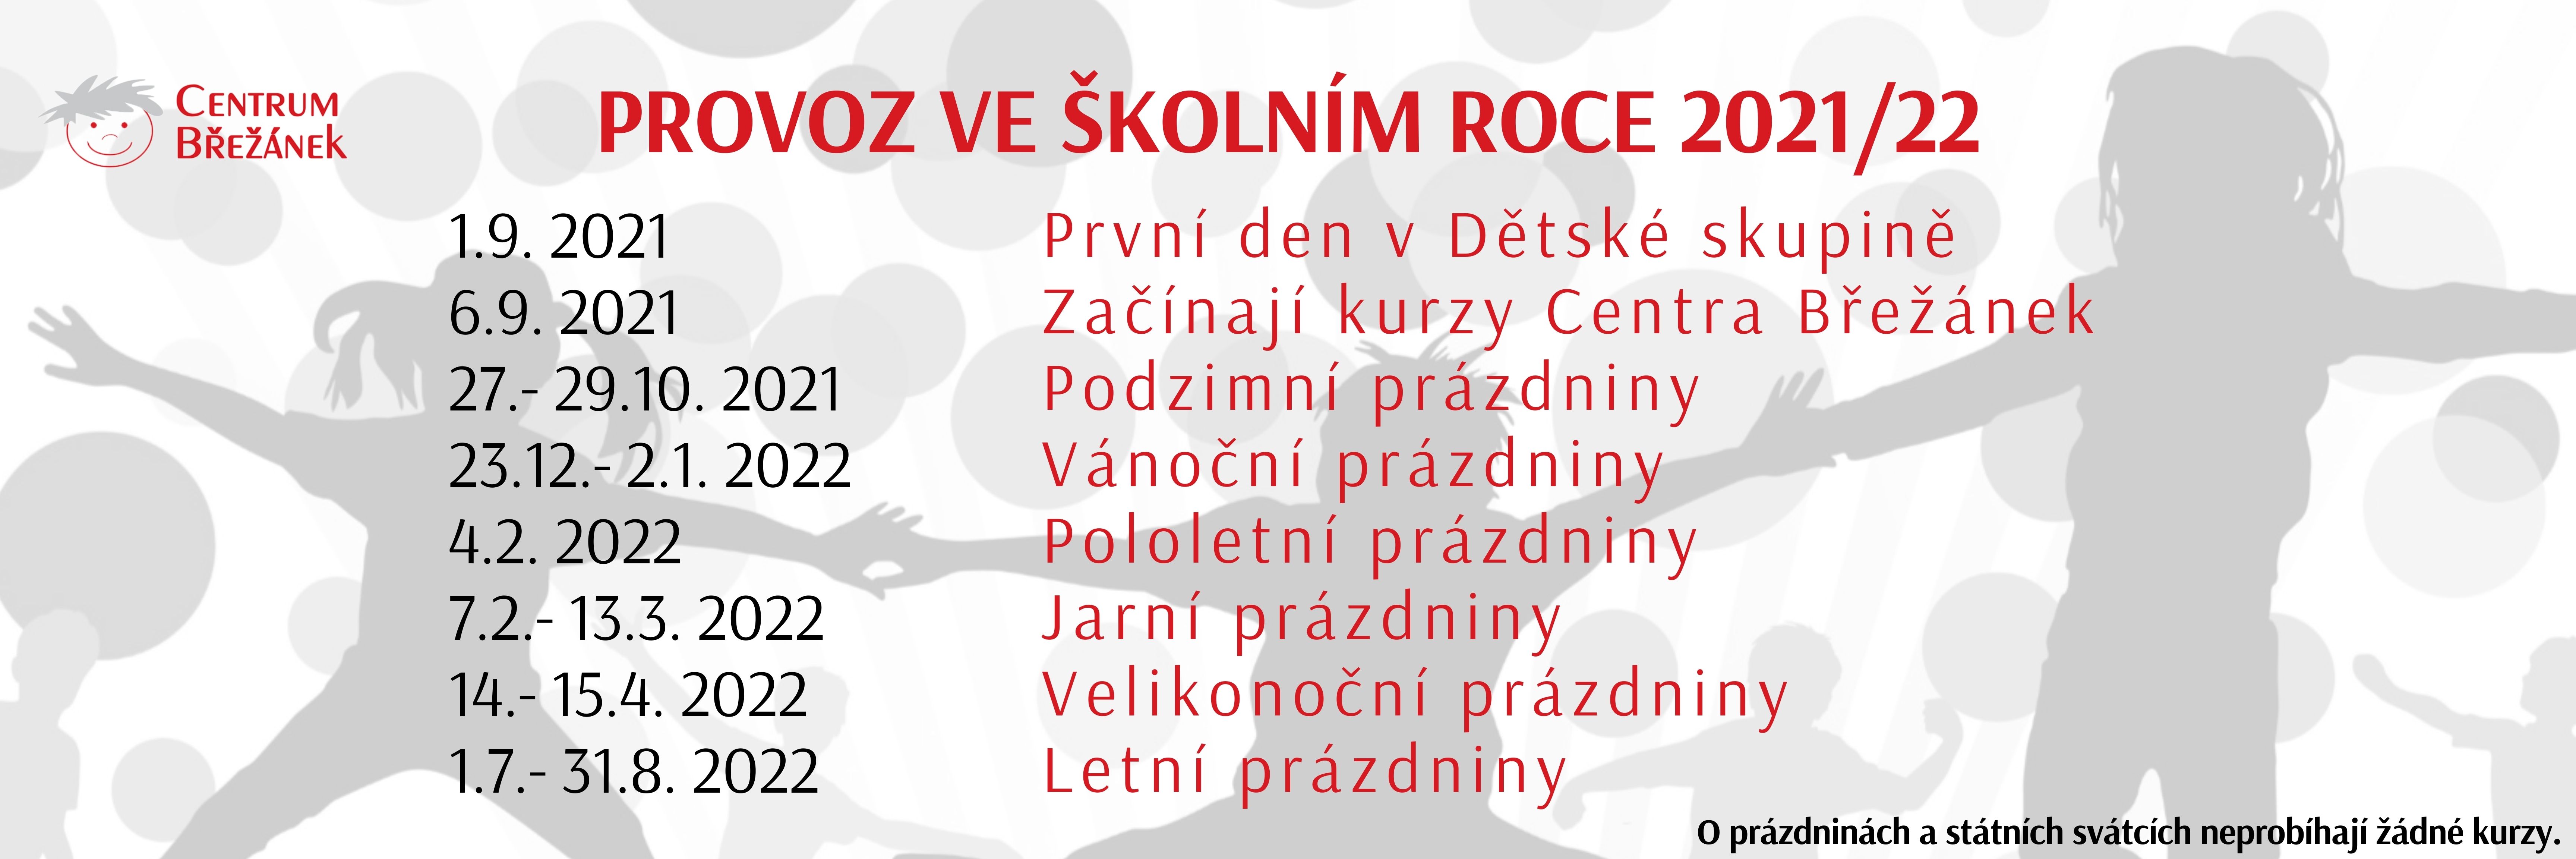 CENTRUM
BŘEŽÁNEK
PROVOZ VE ŠKOLNÍM ROCE 2021/22
1.9. 2021 První den v Dětské skupině
6.9. 2021 Začínají kurzy Centra Břežánek
27.- 29.10. 2021 Podzimní prázdniny
23.12.- 2.1. 2022 Vánoční prázdniny
4.2. 2022 Pololetní prázdniny
7.2.- 13.3. 2022 Jarní prázdniny
14.- 15.4. 2022 Velikonoční prázdniny
1.7.- 31.8. 2022 Letní prázdniny
O prázdninách a státních svátcích neprobíhají žádné kurzy.